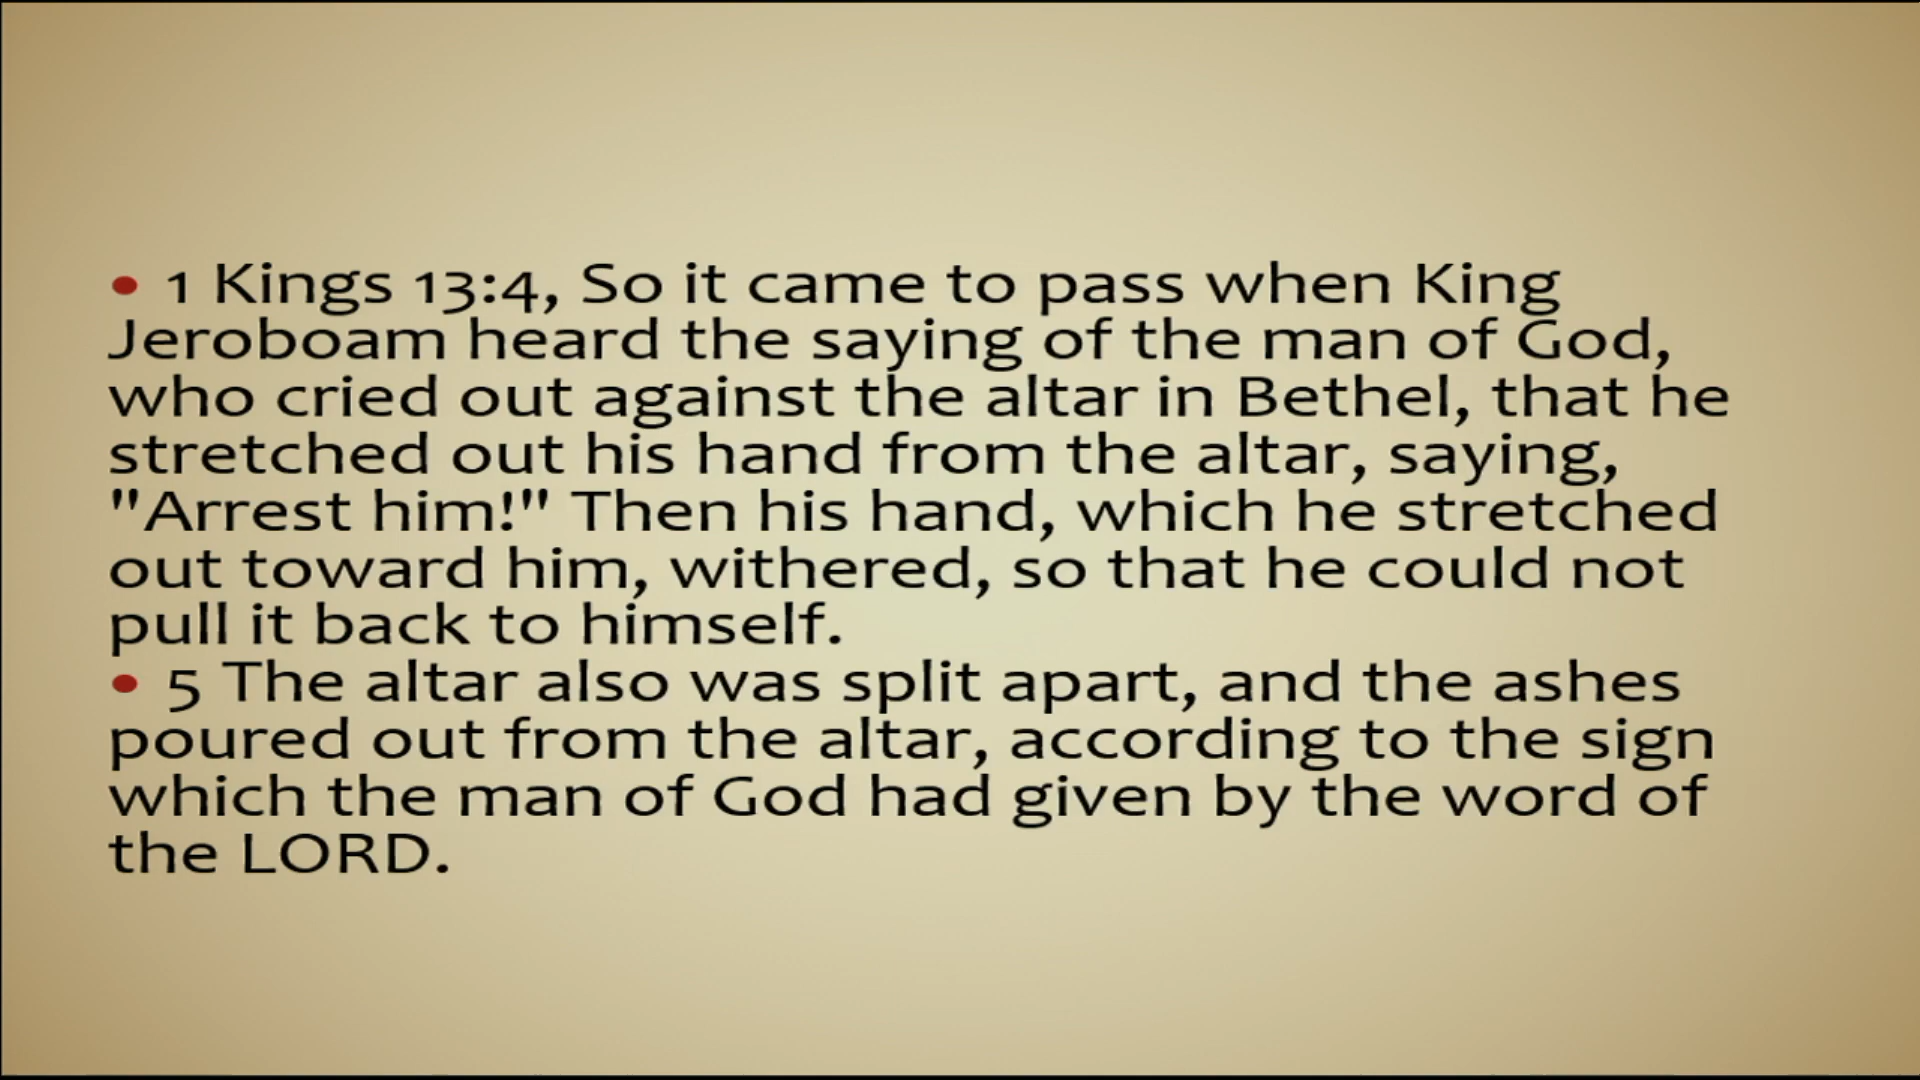 • 1 Kings 13:4, So it came to pass when King
Jeroboam heard the saying of the man of God,
who cried out against the altar in Bethel, that he
stretched out his hand from the altar, saying,
"Arrest him!" Then his hand, which he stretched
out toward him, withered, so that he could not
pull it back to himself.
• 5 The altar also was split apart, and the ashes
poured out from the altar, according to the sign
which the man of God had given by the word of
the LORD.